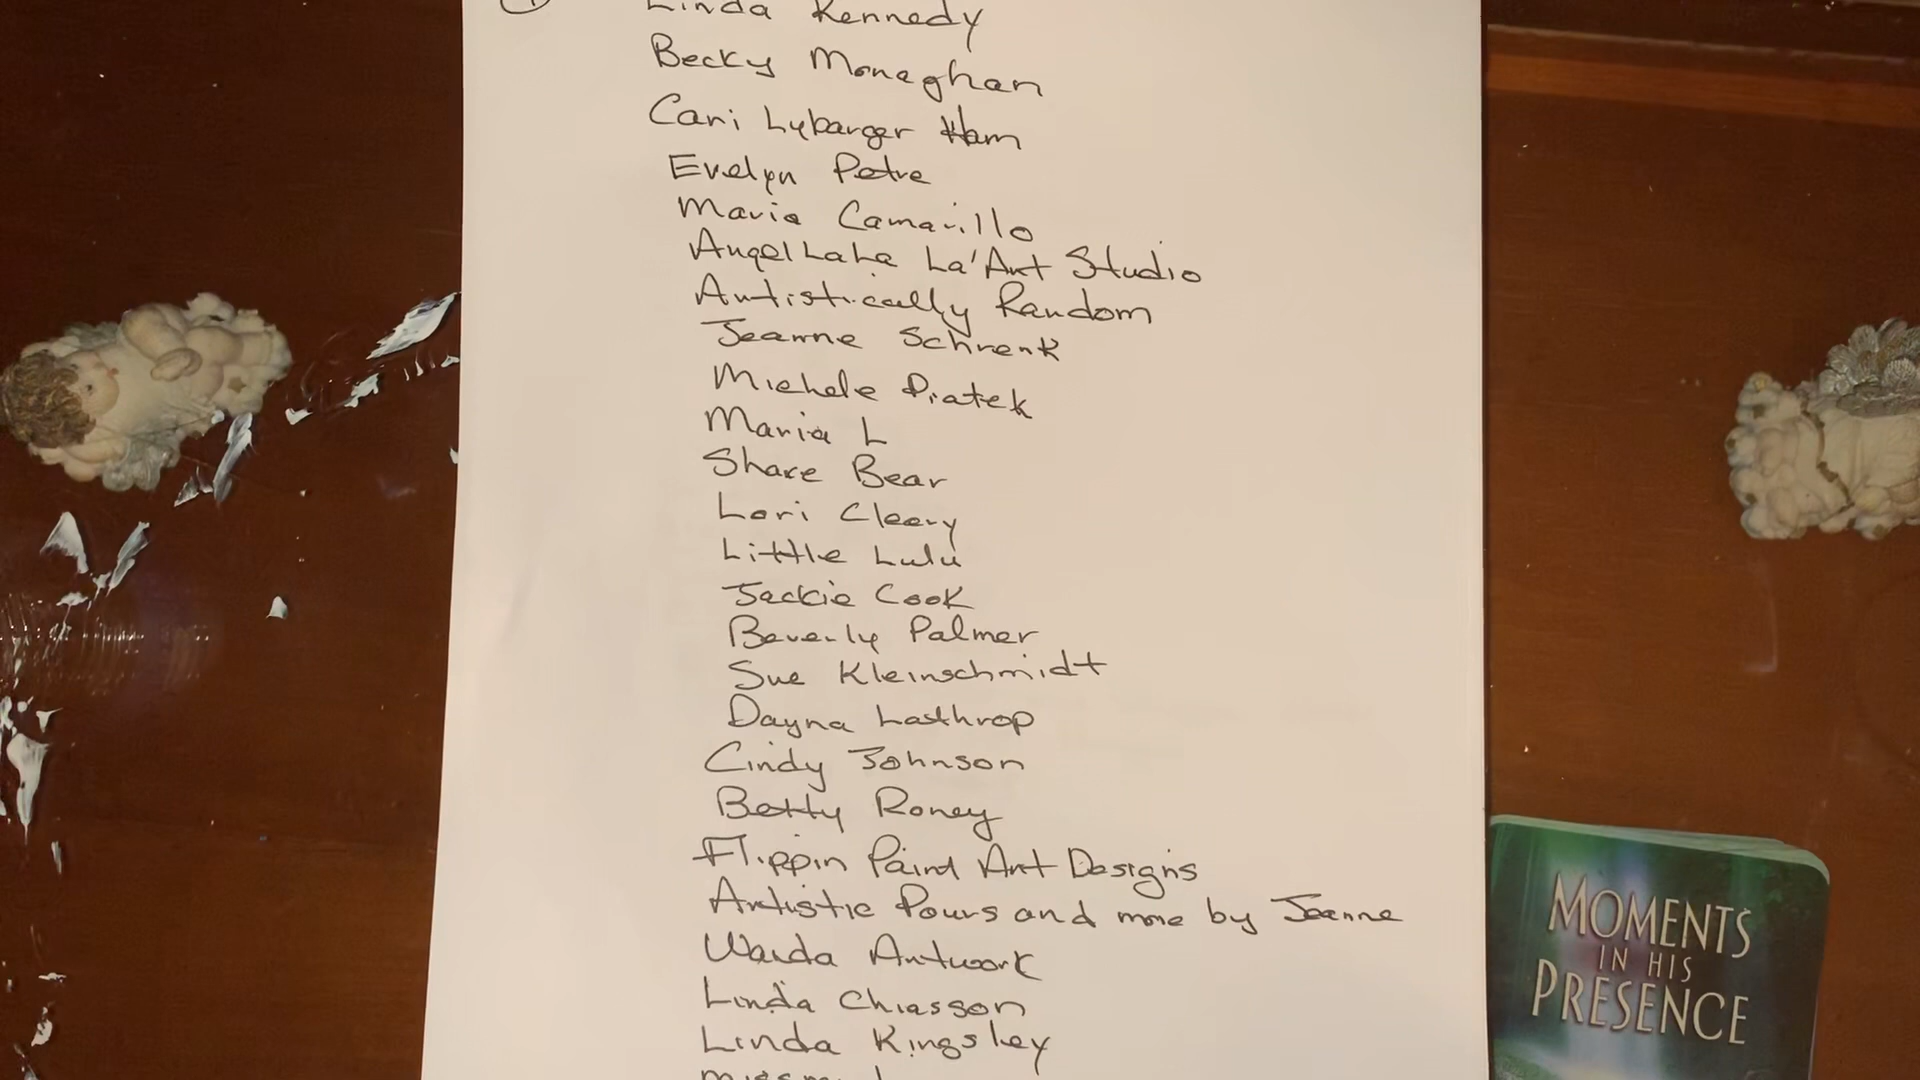 Linda Kennedy
Becky Monaghan
Cari Lybarger Ham
Evelyn Petre
Maria Camarillo
Angel LaLa La'Art Studio
Artistically Random
Jeanne Schrenk
Michele Piatek
Maria L
Share Bear
Lori Cleary
Little Lulu
Jackie Cook
Beverly Palmer
Sue Kleinschmidt
Dayna Lasthrop
Cindy Johnson
Betty Roney
Flippin Paint Art Designs
Artistic Pours and more by Jeanne
Wanda Artwork
Linda Chiasson
Linda Kingsley
MOMENTS
IN HIS
PRESENCE